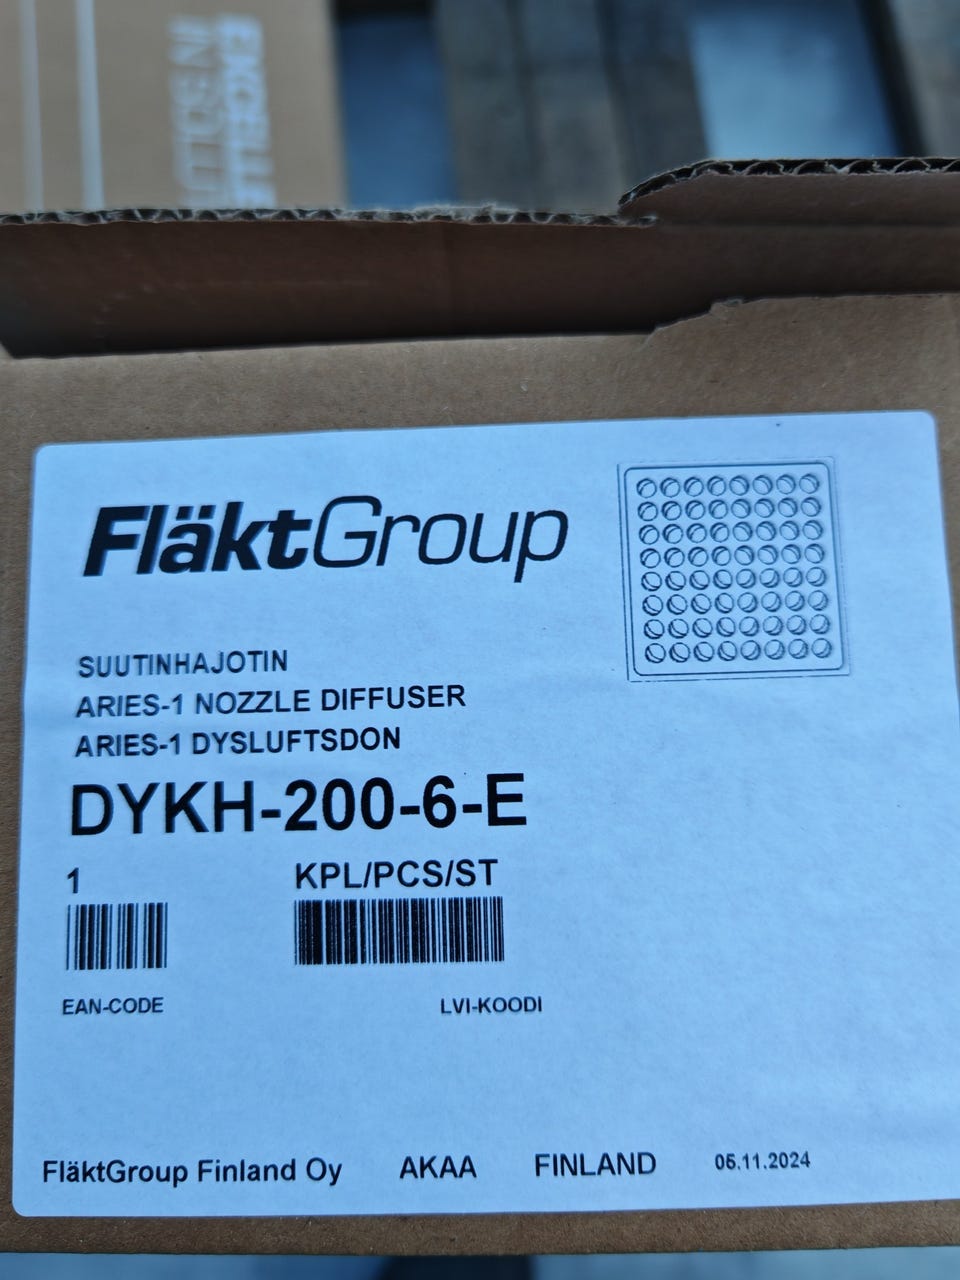 FläktGroup
SUUTINHAJOTIN
ARIES-1 NOZZLE DIFFUSER
ARIES-1 DYSLUFTSDON
DYKH-200-6-E
1 KPL/PCS/ST
EAN-CODE LVI-KOODI
FläktGroup Finland Oy AKAA FINLAND 05.11.2024